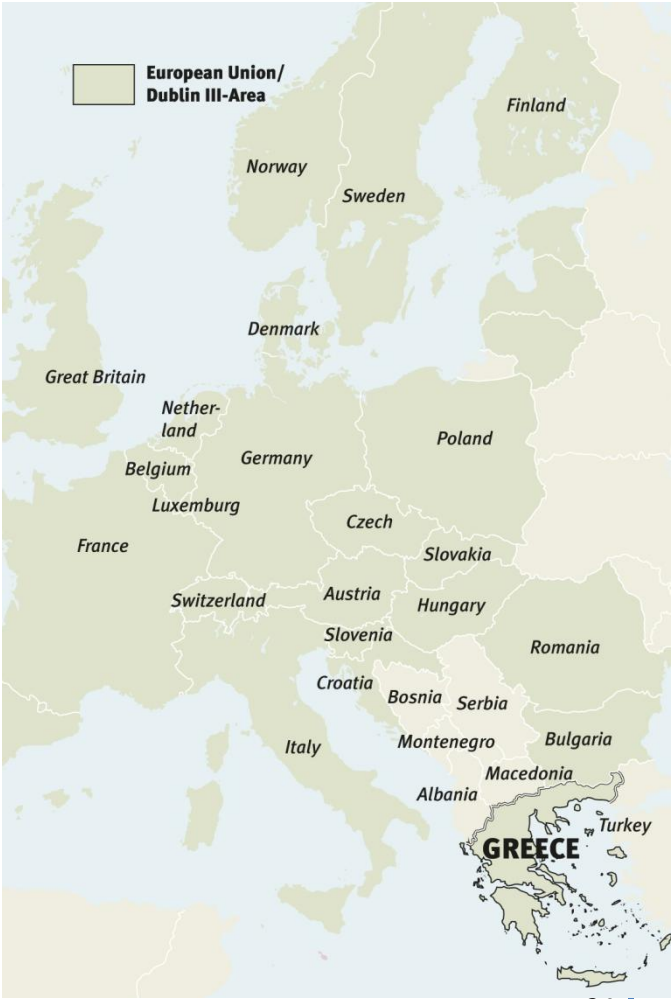 European Union/
Dublin III-Area
Finland
Norway
Sweden
Denmark
Great Britain
Nether-
land
Poland
Germany
Belgium
Luxemburg
Czech
France
Slovakia
Austria
Switzerland
Hungary
Slovenia
Romania
Croatia
Bosnia
Serbia
Italy
Montenegro
Bulgaria
Macedonia
Albania
Turkey
GREECE